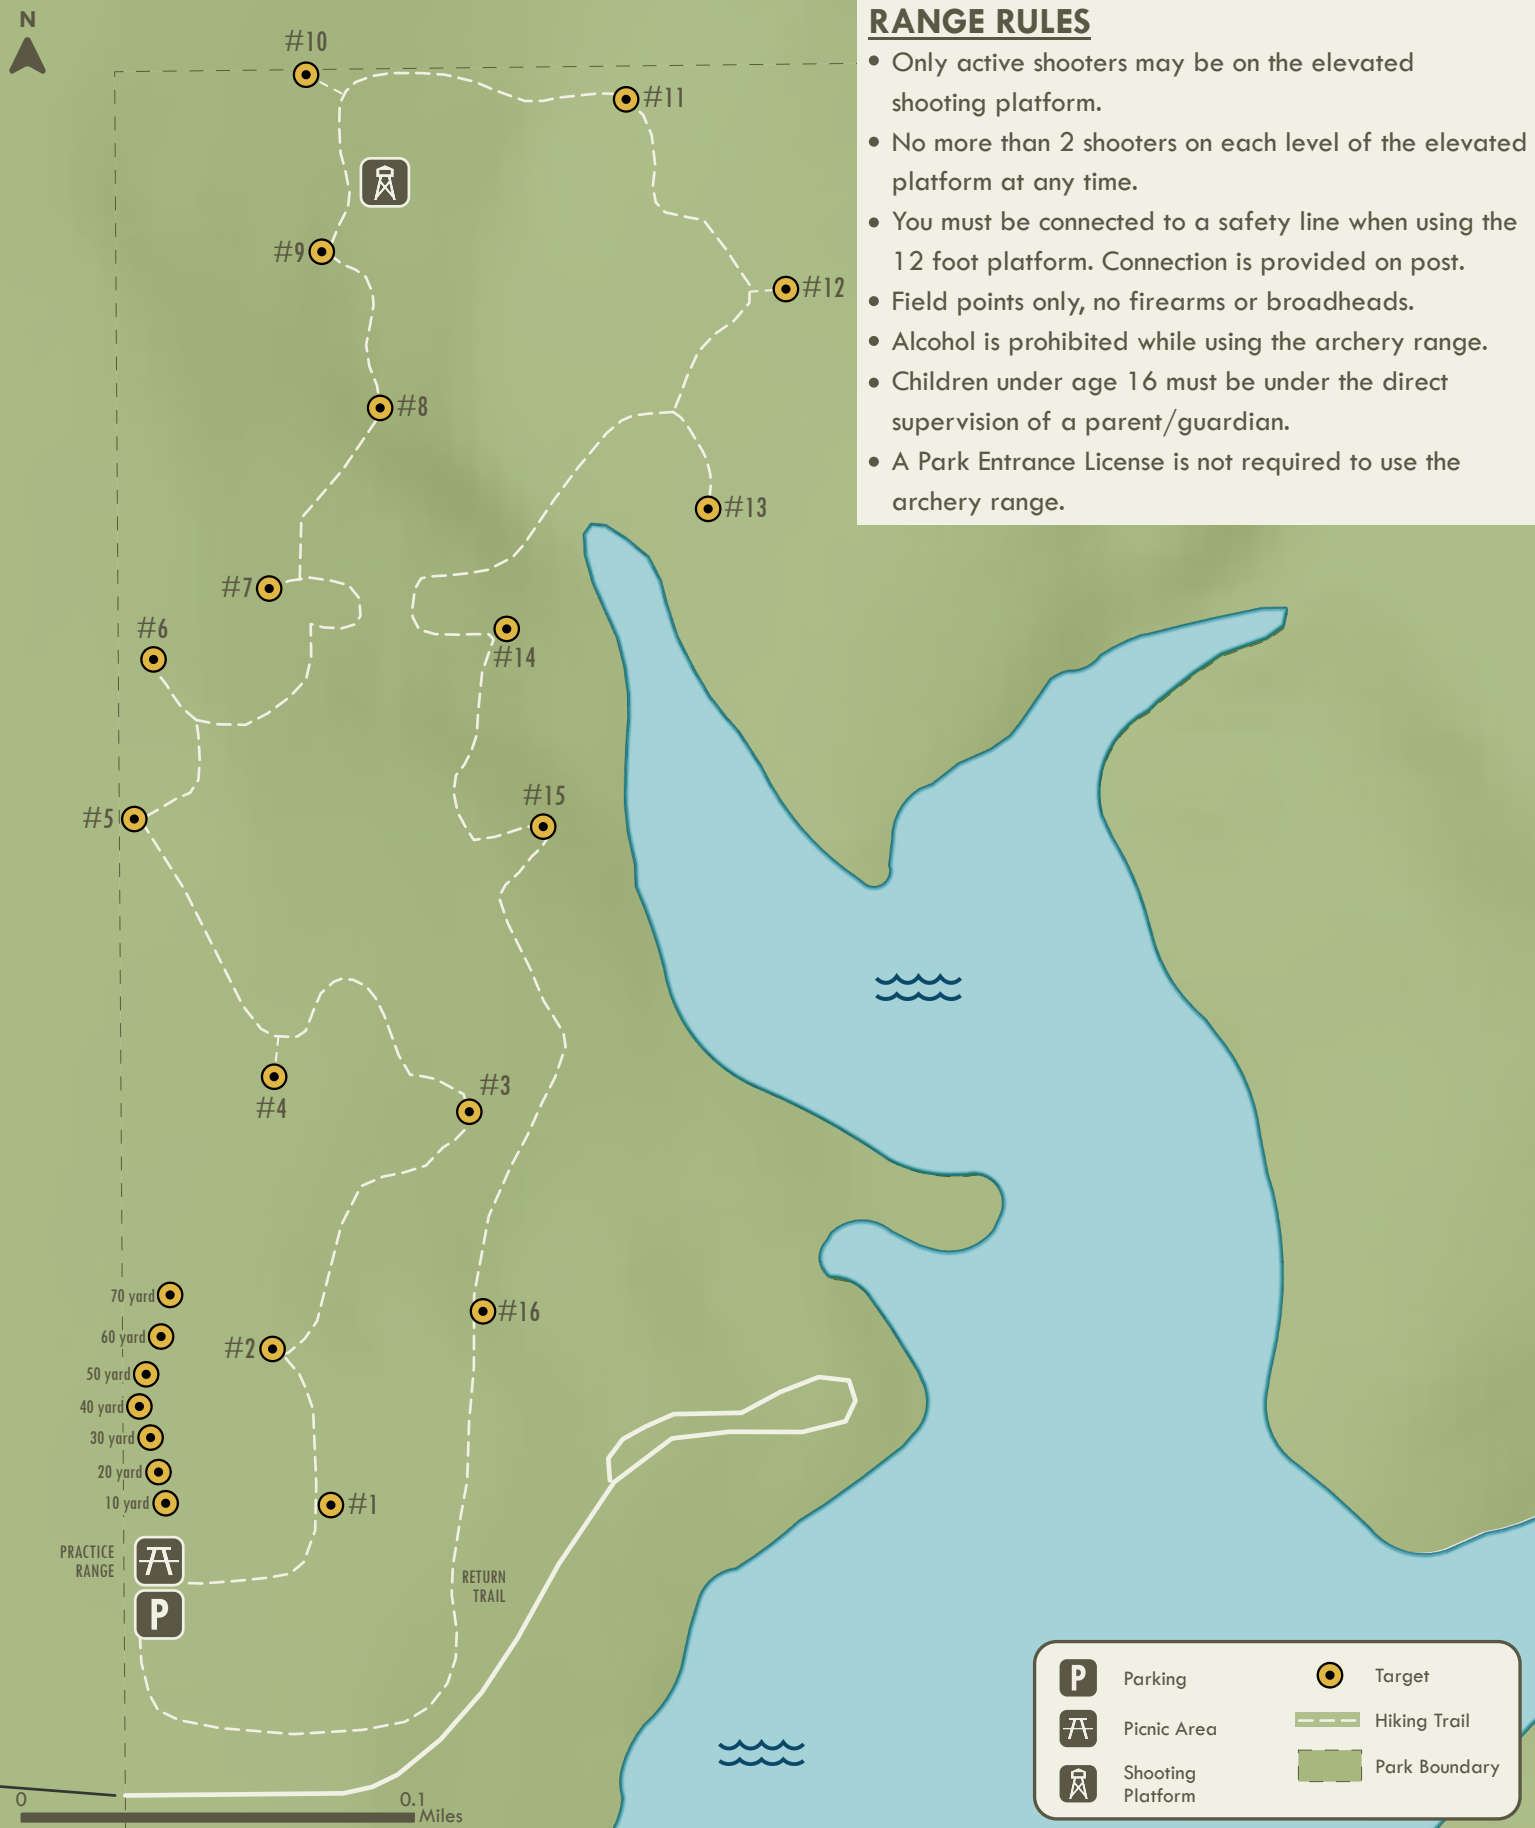 N
RANGE RULES
• Only active shooters may be on the elevated
shooting platform.
• No more than 2 shooters on each level of the elevated
platform at any time.
• You must be connected to a safety line when using the
12 foot platform. Connection is provided on post.
• Field points only, no firearms or broadheads.
• Alcohol is prohibited while using the archery range.
• Children under age 16 must be under the direct
supervision of a parent/guardian.
• A Park Entrance License is not required to use the
archery range.
#10
#11
#9
#12
#8
#13
#7
#6
#14
#15
#5
#3
#4
70 yard
#16
60 yard
#2
50 yard
40 yard
30 yard
20 yard
10 yard
#1
PRACTICE
RANGE
P
RETURN
TRAIL
P Parking
Picnic Area
Shooting
Platform
Target
Hiking Trail
Park Boundary
0 0.1
Miles